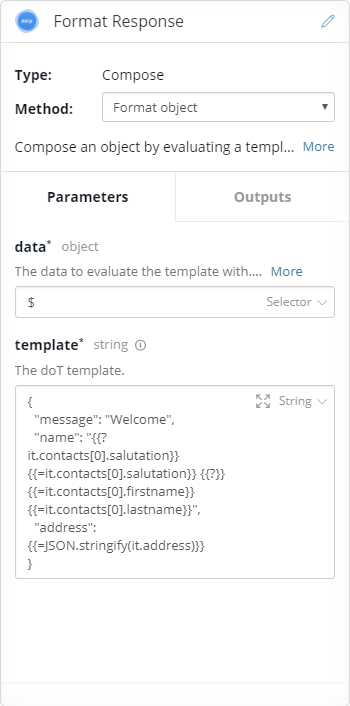 Format Response
Type: Compose
Method: Format object
Compose an object by evaluating a templ... More
Parameters Outputs
data* object
The data to evaluate the template with.... More
$ Selector
template* string
The doT template.
{ String
"message": "Welcome",
"name": "{{?
it.contacts[0].salutation}}
{{=it.contacts[0].salutation}} {{?}}
{{=it.contacts[0].firstname}}
{{=it.contacts[0].lastname}}",
"address":
{{=JSON.stringify(it.address)}}
}